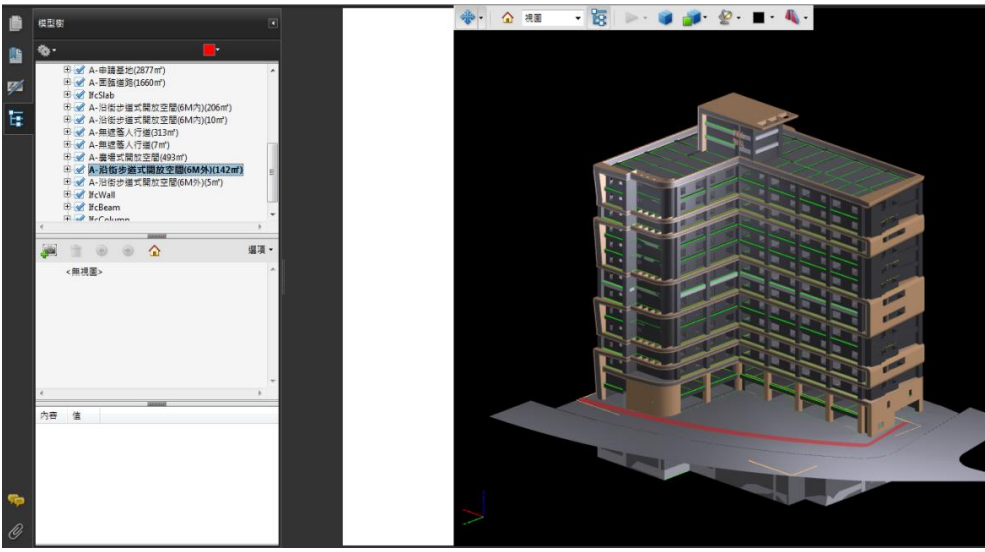 模型樹
視圖
A-申請基地(2877㎡)
A-面臨道路(1660㎡)
IfcSlab
A-沿街步道式開放空間(6M內)(206㎡)
A-沿街步道式開放空間(6M內)(10㎡)
A-無遮簷人行道(313㎡)
A-無遮簷人行道(7㎡)
A-廣場式開放空間(493㎡)
A-沿街步道式開放空間(6M外)(142㎡)
A-沿街步道式開放空間(6M外)(5㎡)
IfcWall
IfcBeam
IfcColumn
選項
<無視圖>
內容 值